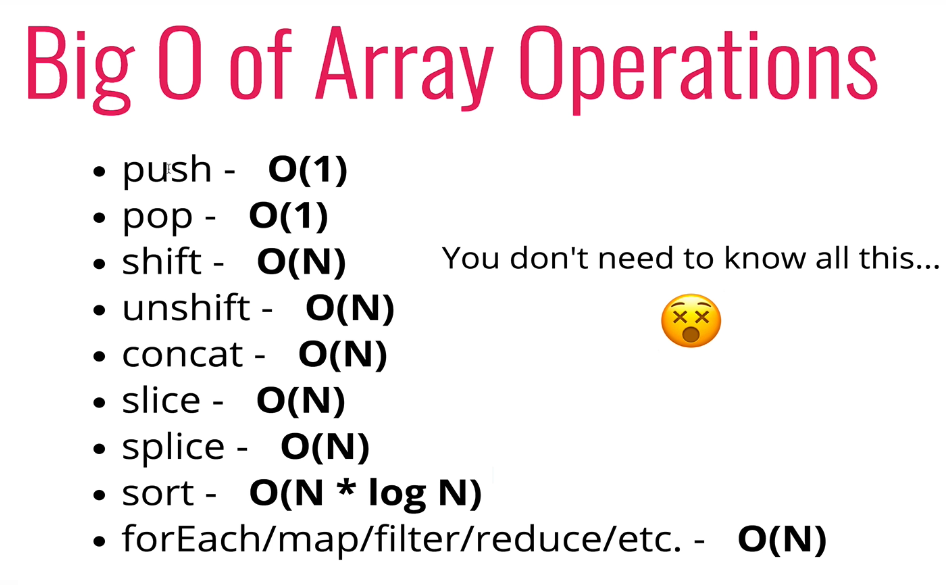 Big O of Array Operations
push - O(1)
pop - O(1)
shift - O(N)
You don't need to know all this...
unshift - O(N)
concat - O(N)
slice - O(N)
splice - O(N)
sort - O(N * log N)
forEach/map/filter/reduce/etc. - O(N)